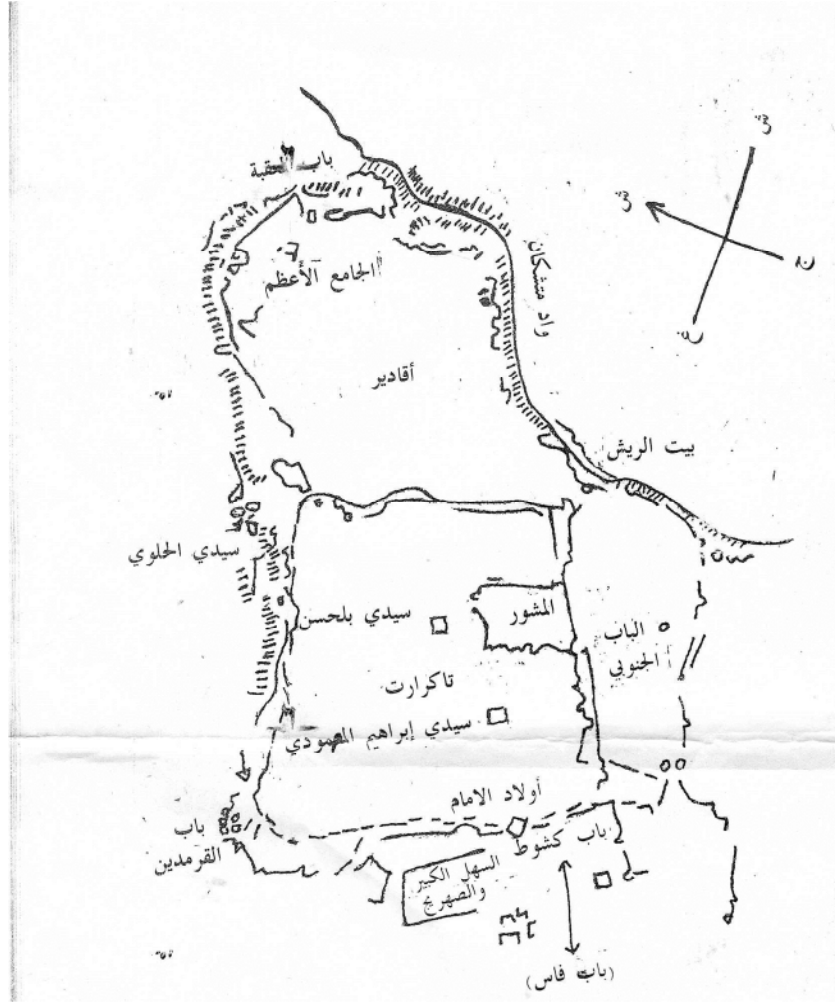 ش
باب العقبة
ش
ج
واد متشكان
الجامع الأعظم
غ
أقادير
بيت الريش
سيدي الحلوي
المشور
سيدي بلحسن
الباب
الجنوبي
تاكرارت
سيدي إبراهيم المصمودي
أولاد الامام
باب
القرمدين
باب كشوط
السهل الكبير
والصهريج
(باب فاس)